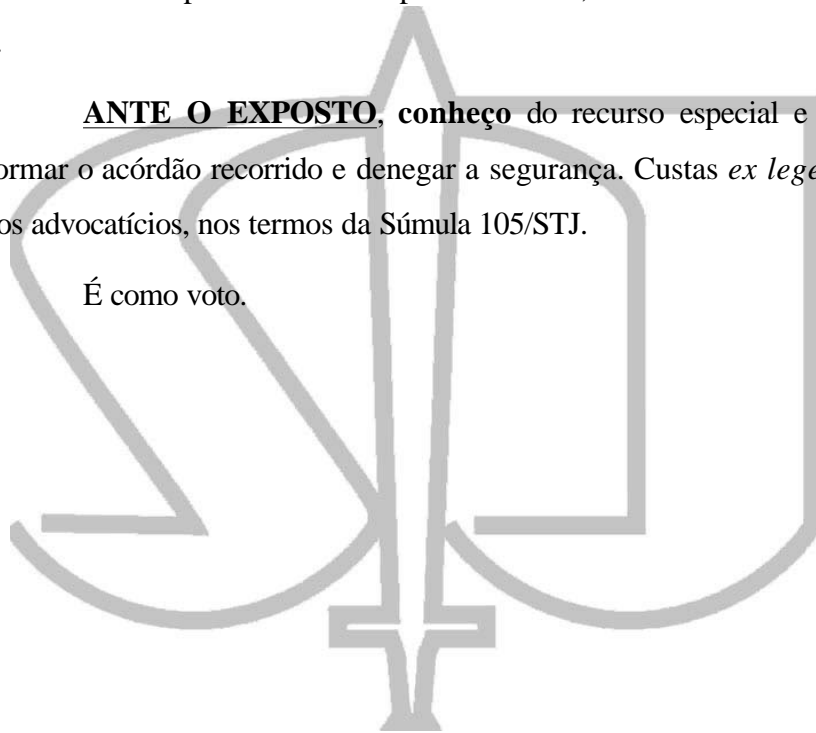 ANTE O EXPOSTO, conheço do recurso especial e
ormar o acórdão recorrido e denegar a segurança. Custas ex lege
os advocatícios, nos termos da Súmula 105/STJ.
É como voto.